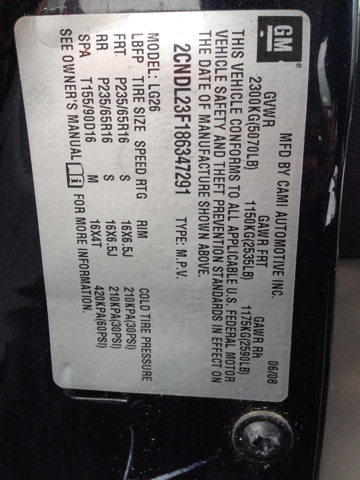 GM
MFD BY CAMI AUTOMOTIVE INC. 06/08
GVWR GAWR FRT GAWR RR
2300KG(5070LB) 1150KG(2535LB) 1175KG(2590LB)
THIS VEHICLE CONFORMS TO ALL APPLICABLE U.S. FEDERAL MOTOR
VEHICLE SAFETY AND THEFT PREVENTION STANDARDS IN EFFECT ON
THE DATE OF MANUFACTURE SHOWN ABOVE.
2CNDL23F186347291 TYPE: M.P.V.
MODEL: LG26
LBFP TIRE SIZE SPEED RTG RIM COLD TIRE PRESSURE
FRT P235/65R16 S 16X6.5J 210KPA(30PSI)
RR P235/65R16 S 16X6.5J 210KPA(30PSI)
SPA T155/90D16 M 16X4T 420KPA(60PSI)
SEE OWNER'S MANUAL i FOR MORE INFORMATION.